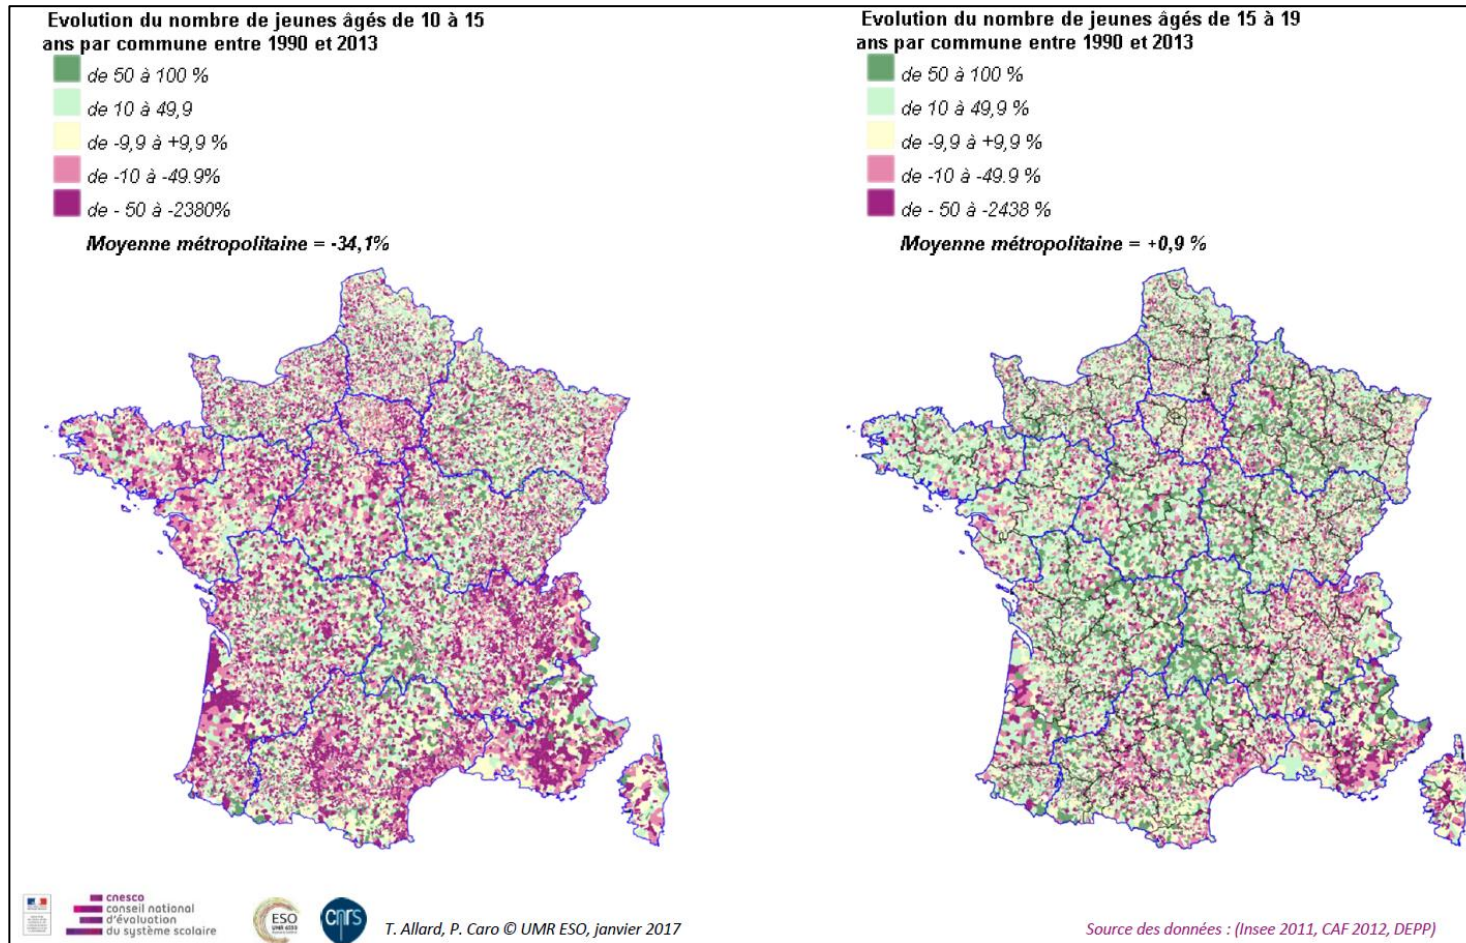 Evolution du nombre de jeunes âgés de 10 à 15
ans par commune entre 1990 et 2013
de 50 à 100 %
de 10 à 49,9
de -9,9 à +9,9 %
de -10 à -49.9%
de - 50 à -2380%
Moyenne métropolitaine = -34,1%
Evolution du nombre de jeunes âgés de 15 à 19
ans par commune entre 1990 et 2013
de 50 à 100 %
de 10 à 49,9 %
de -9,9 à +9,9 %
de -10 à -49.9 %
de - 50 à -2438 %
Moyenne métropolitaine = +0,9 %
cnesco
conseil national
d'évaluation
du système scolaire
ESO
cnrs
T. Allard, P. Caro © UMR ESO, janvier 2017
Source des données : (Insee 2011, CAF 2012, DEPP)